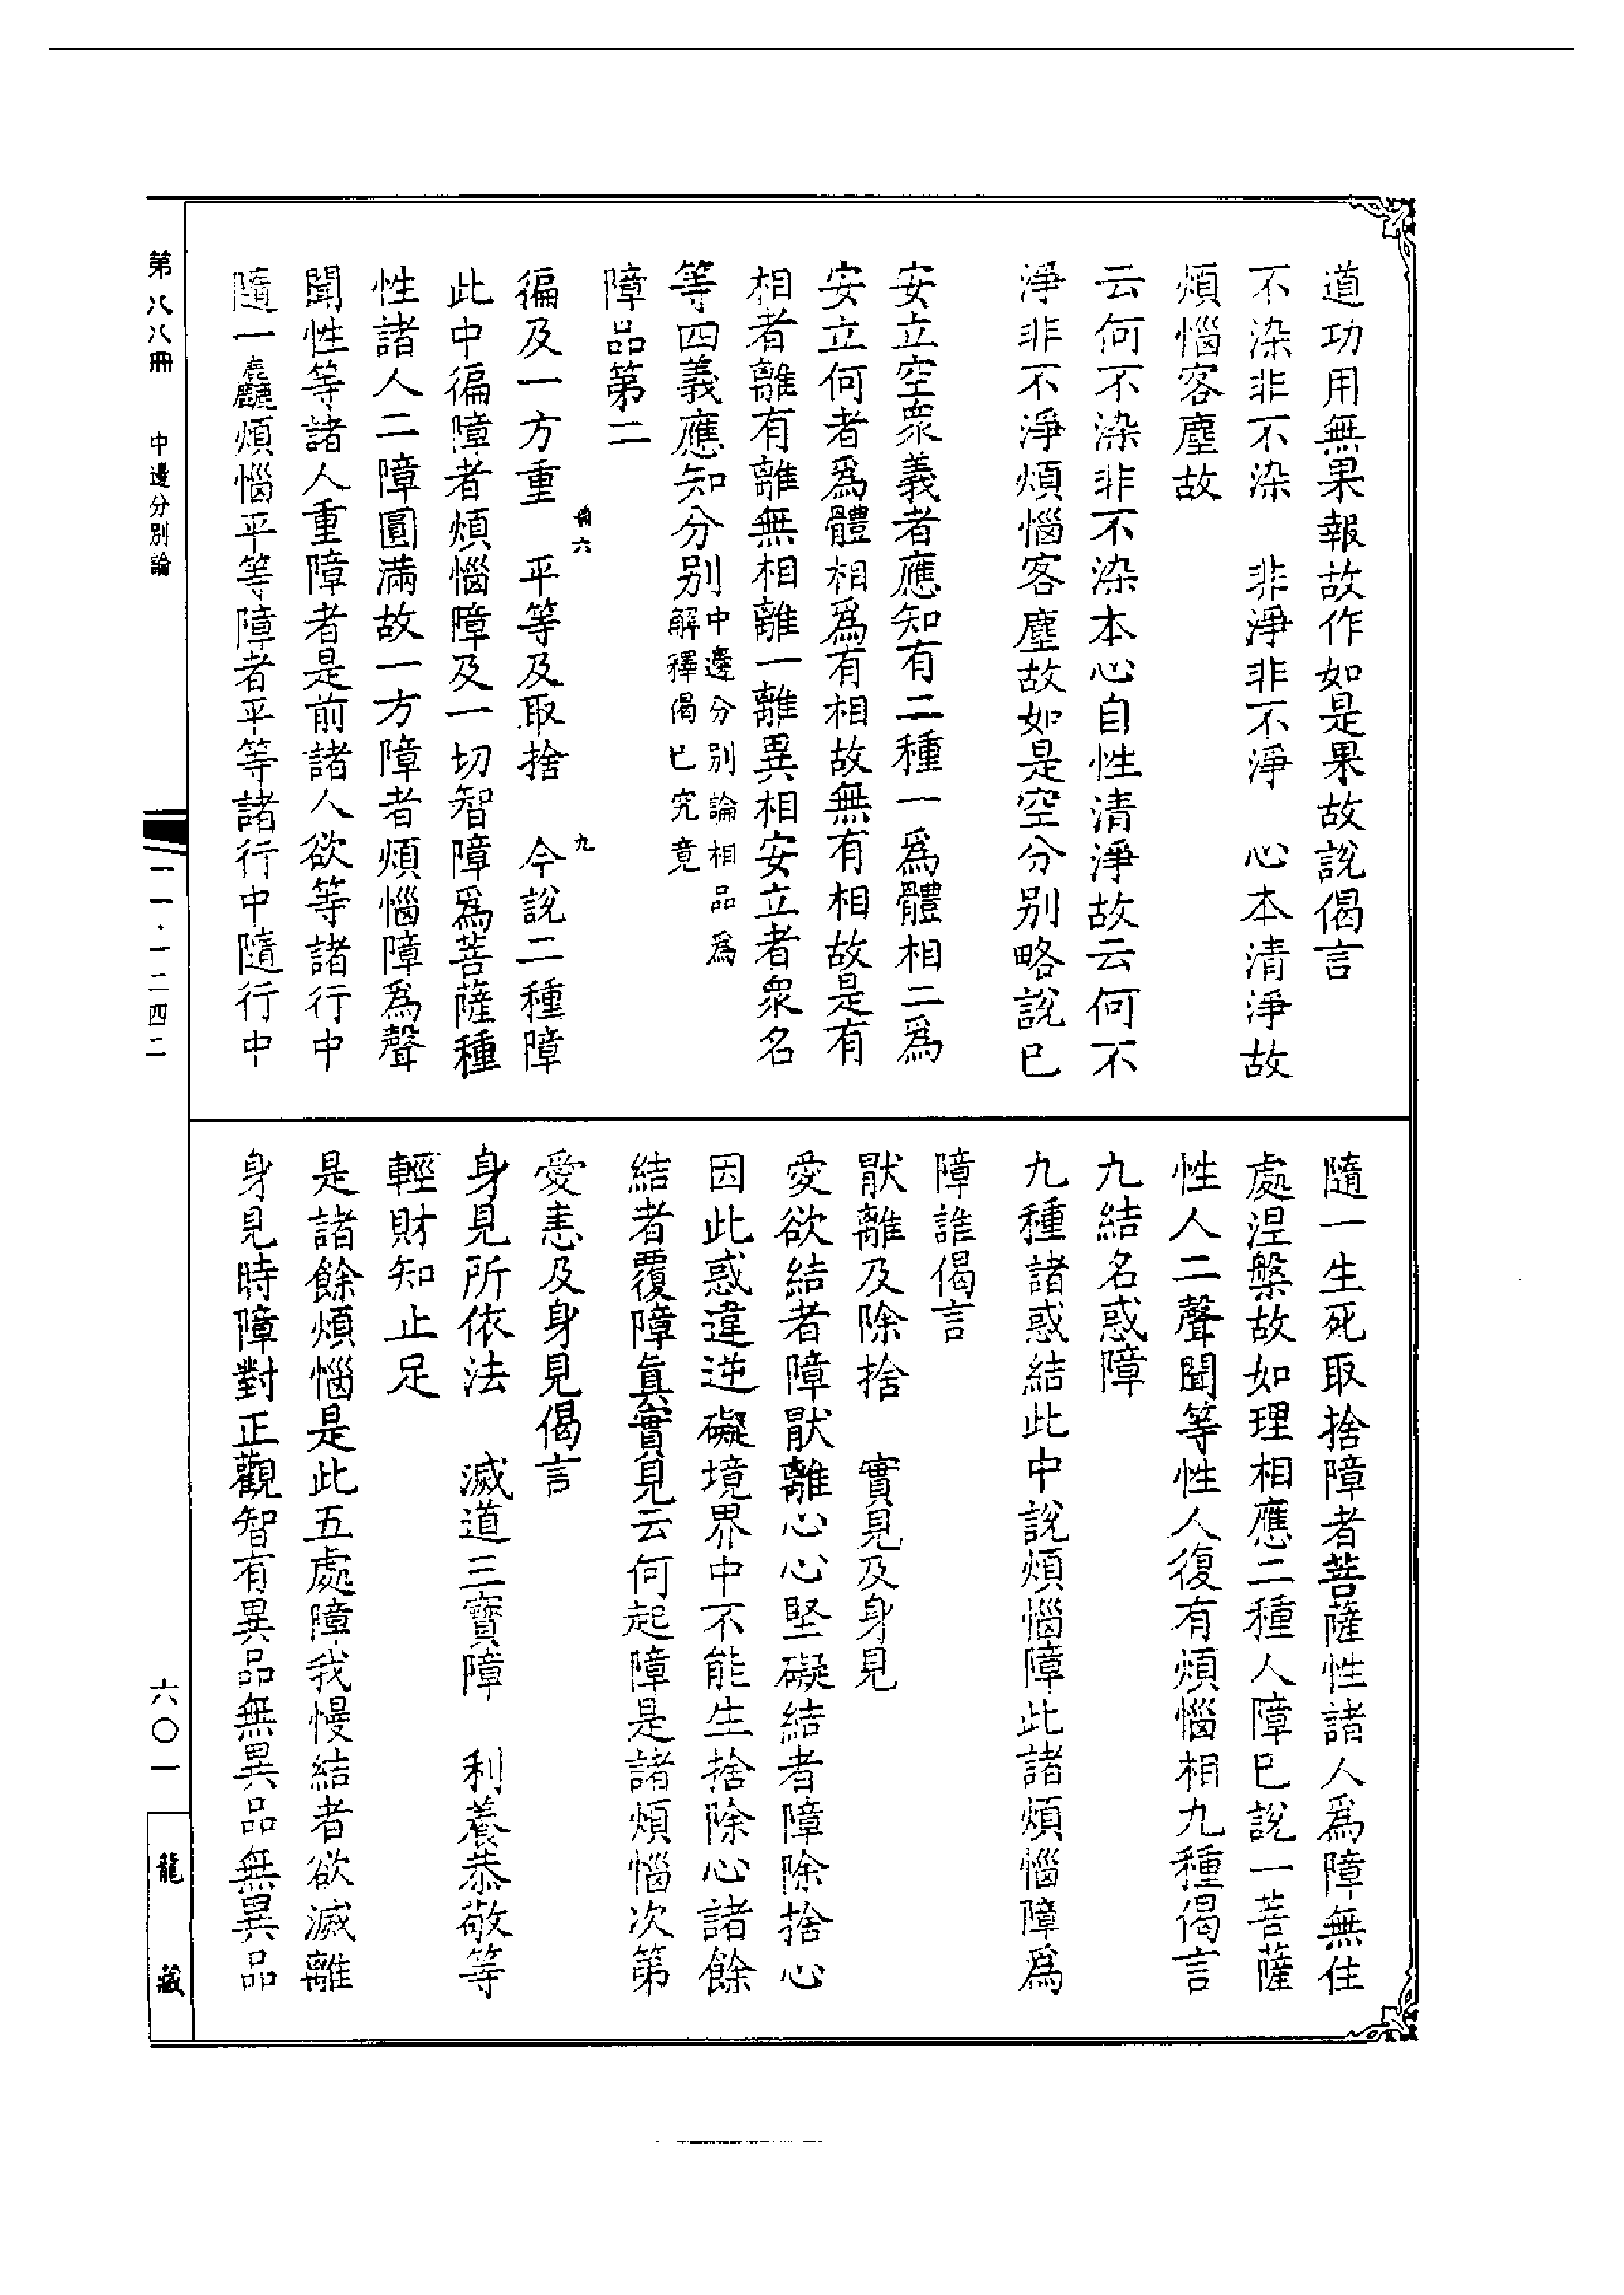 道功用無果報故作如是果故說偈言
不染非不染　非淨非不淨　心本清淨故
煩惱客塵故
云何不染非不染本心自性清淨故云何不
淨非不淨煩惱客塵故如是空分別略說已
安立空衆義者應知有二種一爲體相二爲
安立何者爲體相爲有相故無有相故是有
相者離有離無相離一離異相安立者衆名
等四義應知分別中邊分別論相品爲
解釋偈已究竟
障品第二
徧及一方重　平等及取捨　今說二種障
此中徧障者煩惱障及一切智障爲菩薩種
性諸人二障圓滿故一方障者煩惱障爲聲
聞性等諸人重障者是前諸人欲等諸行中
隨一麤煩惱平等障者平等諸行中隨行中
隨一生死取捨障者菩薩性諸人爲障無住
處涅槃故如理相應二種人障已說一菩薩
性人二聲聞等性人復有煩惱相九種偈言
九結名惑障
九種諸惑結此中說煩惱障此諸煩惱障爲
障誰偈言
猒離及除捨　實見及身見
愛欲結者障猒離心心堅礙結者障除捨心
因此惑違逆礙境界中不能生捨除心諸餘
結者覆障眞實見云何起障是諸煩惱次第
愛恚及身見偈言
身見所依法　滅道三寶障　利養恭敬等
輕財知止足
是諸餘煩惱是此五處障我慢結者欲滅離
身見時障對正觀智有異品無異品無異品
第八八冊　中邊分別論
一一·一二四二
六〇一
龍藏
九